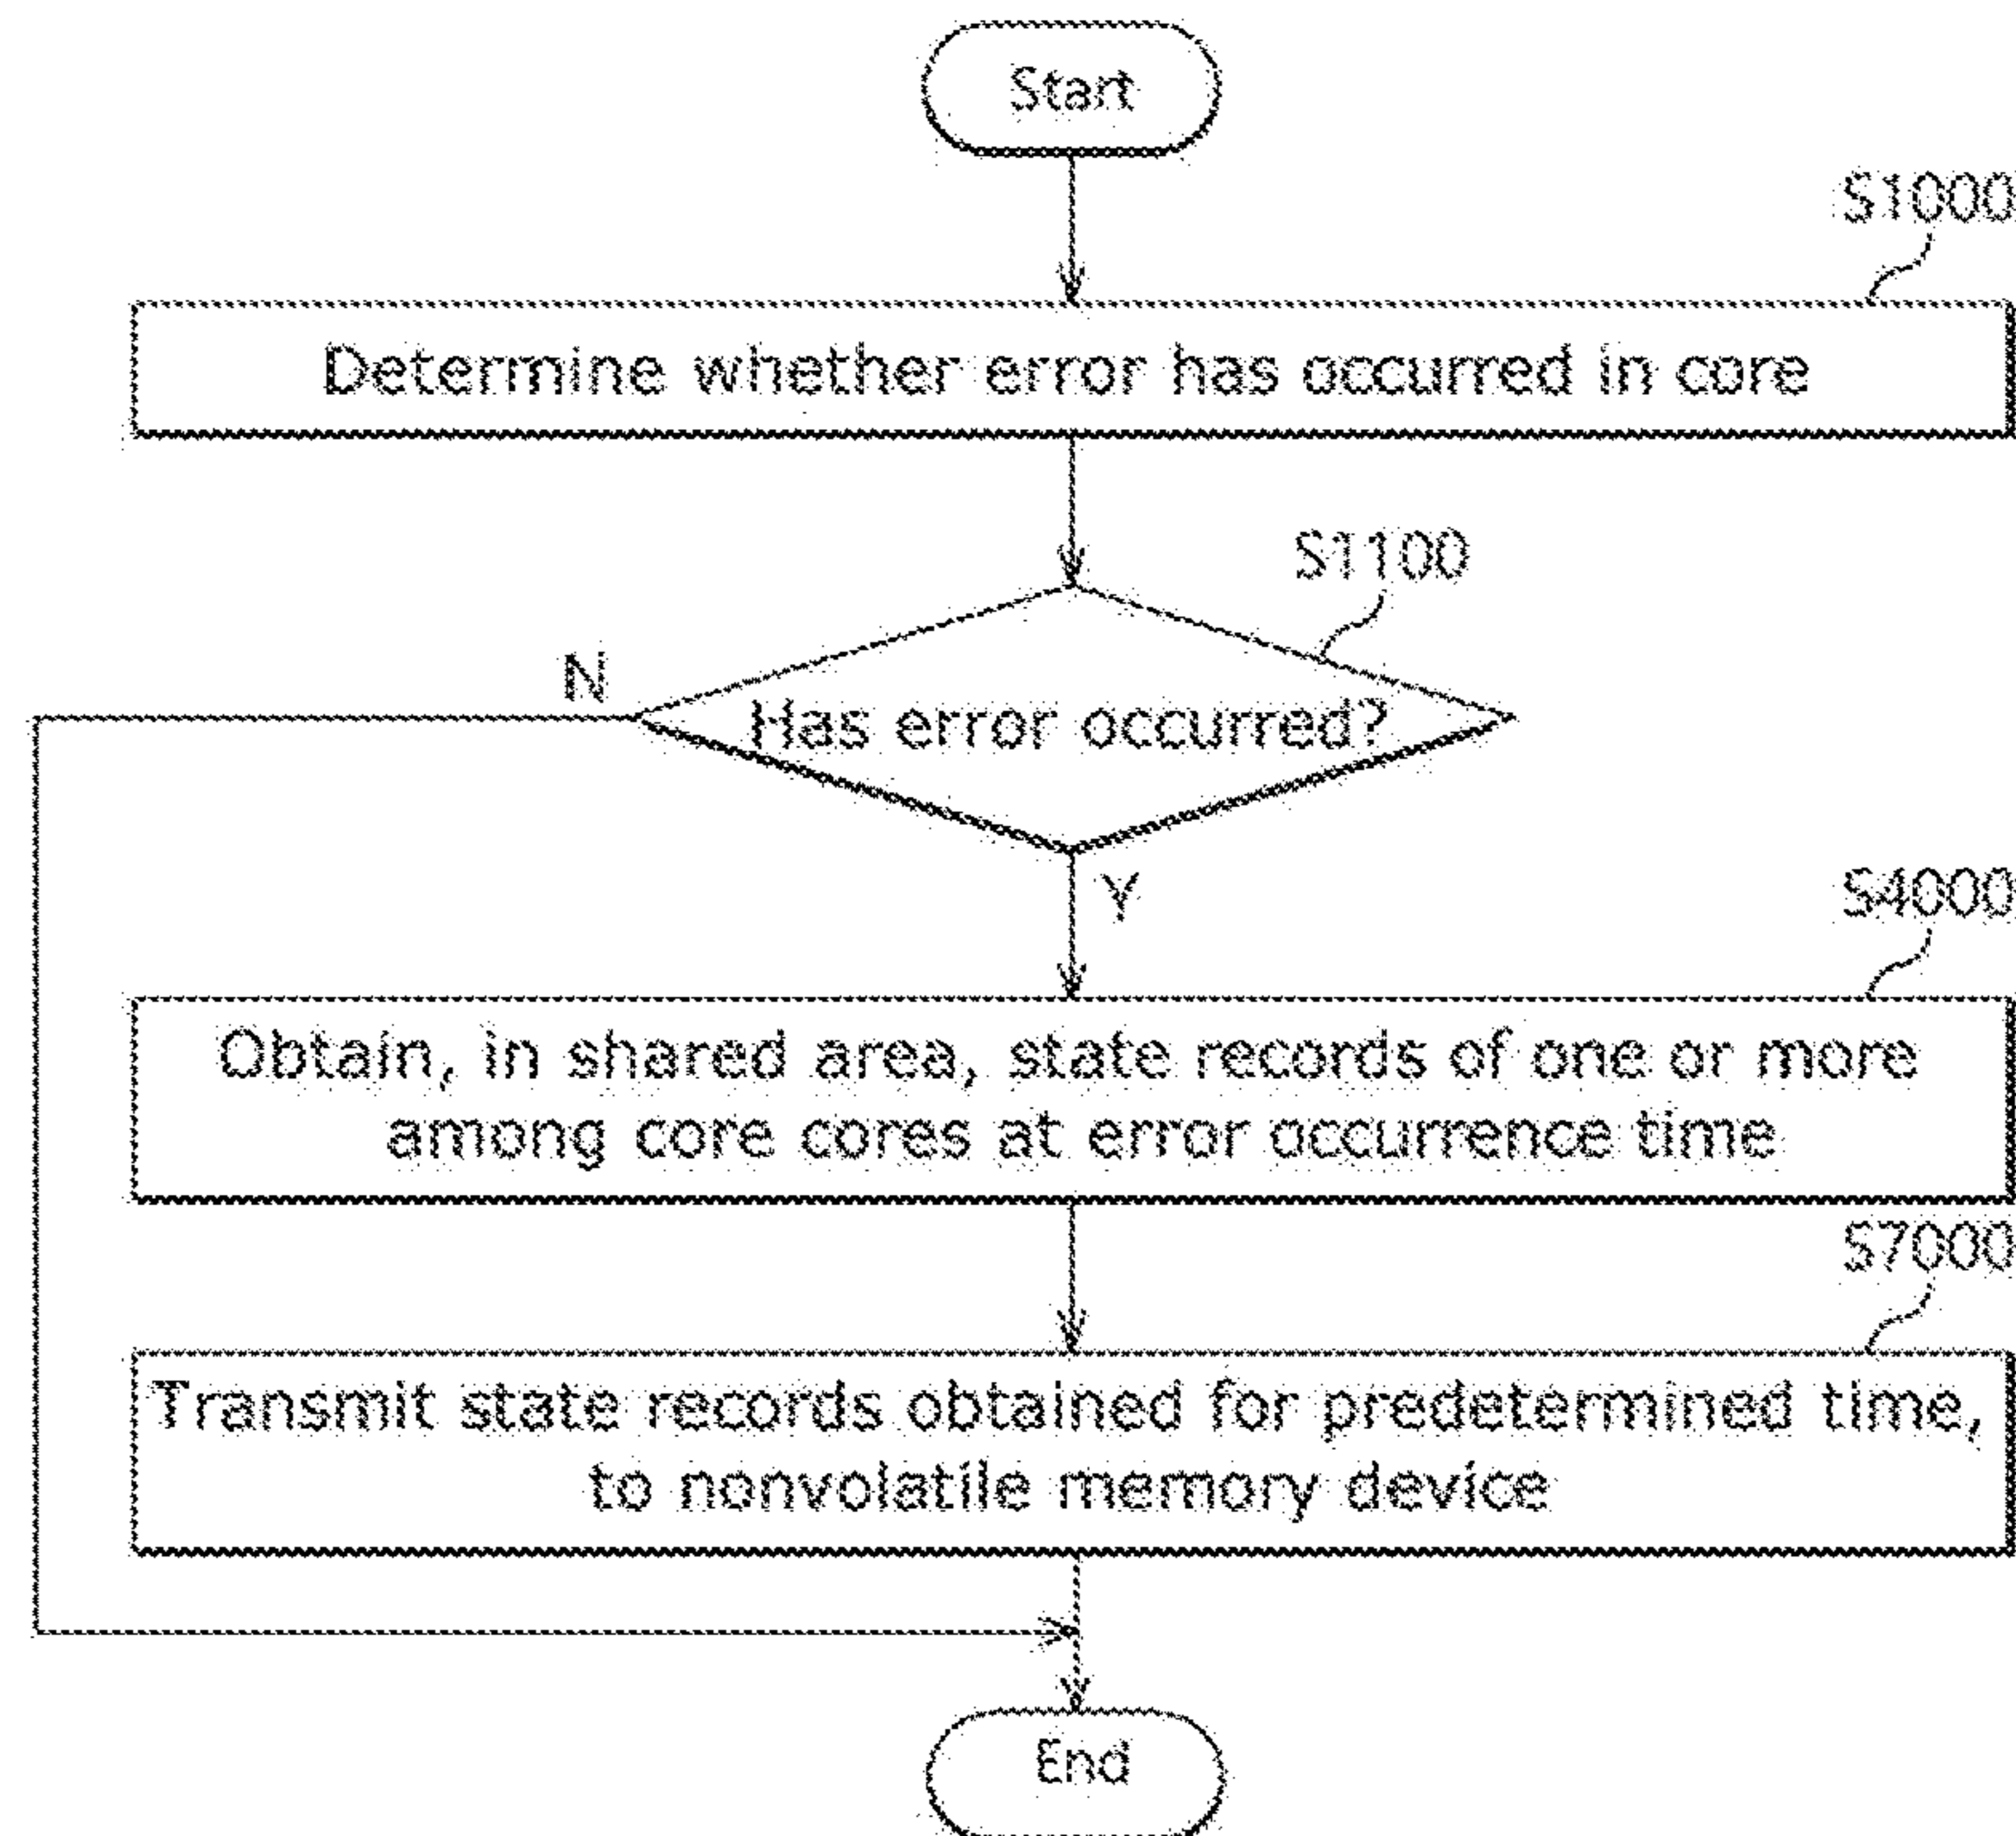 Start
S1000
Determine whether error has occurred in core
S1100
N
Has error occurred?
Y
S4000
Obtain, in shared area, state records of one or more
among core cores at error occurrence time
S7000
Transmit state records obtained for predetermined time,
to nonvolatile memory device
End